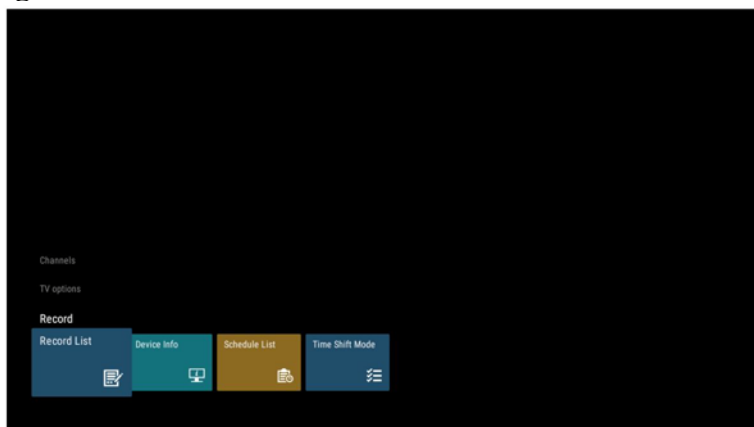 Channels
TV options
Record
Record List
Device Info
Schedule List
Time Shift Mode